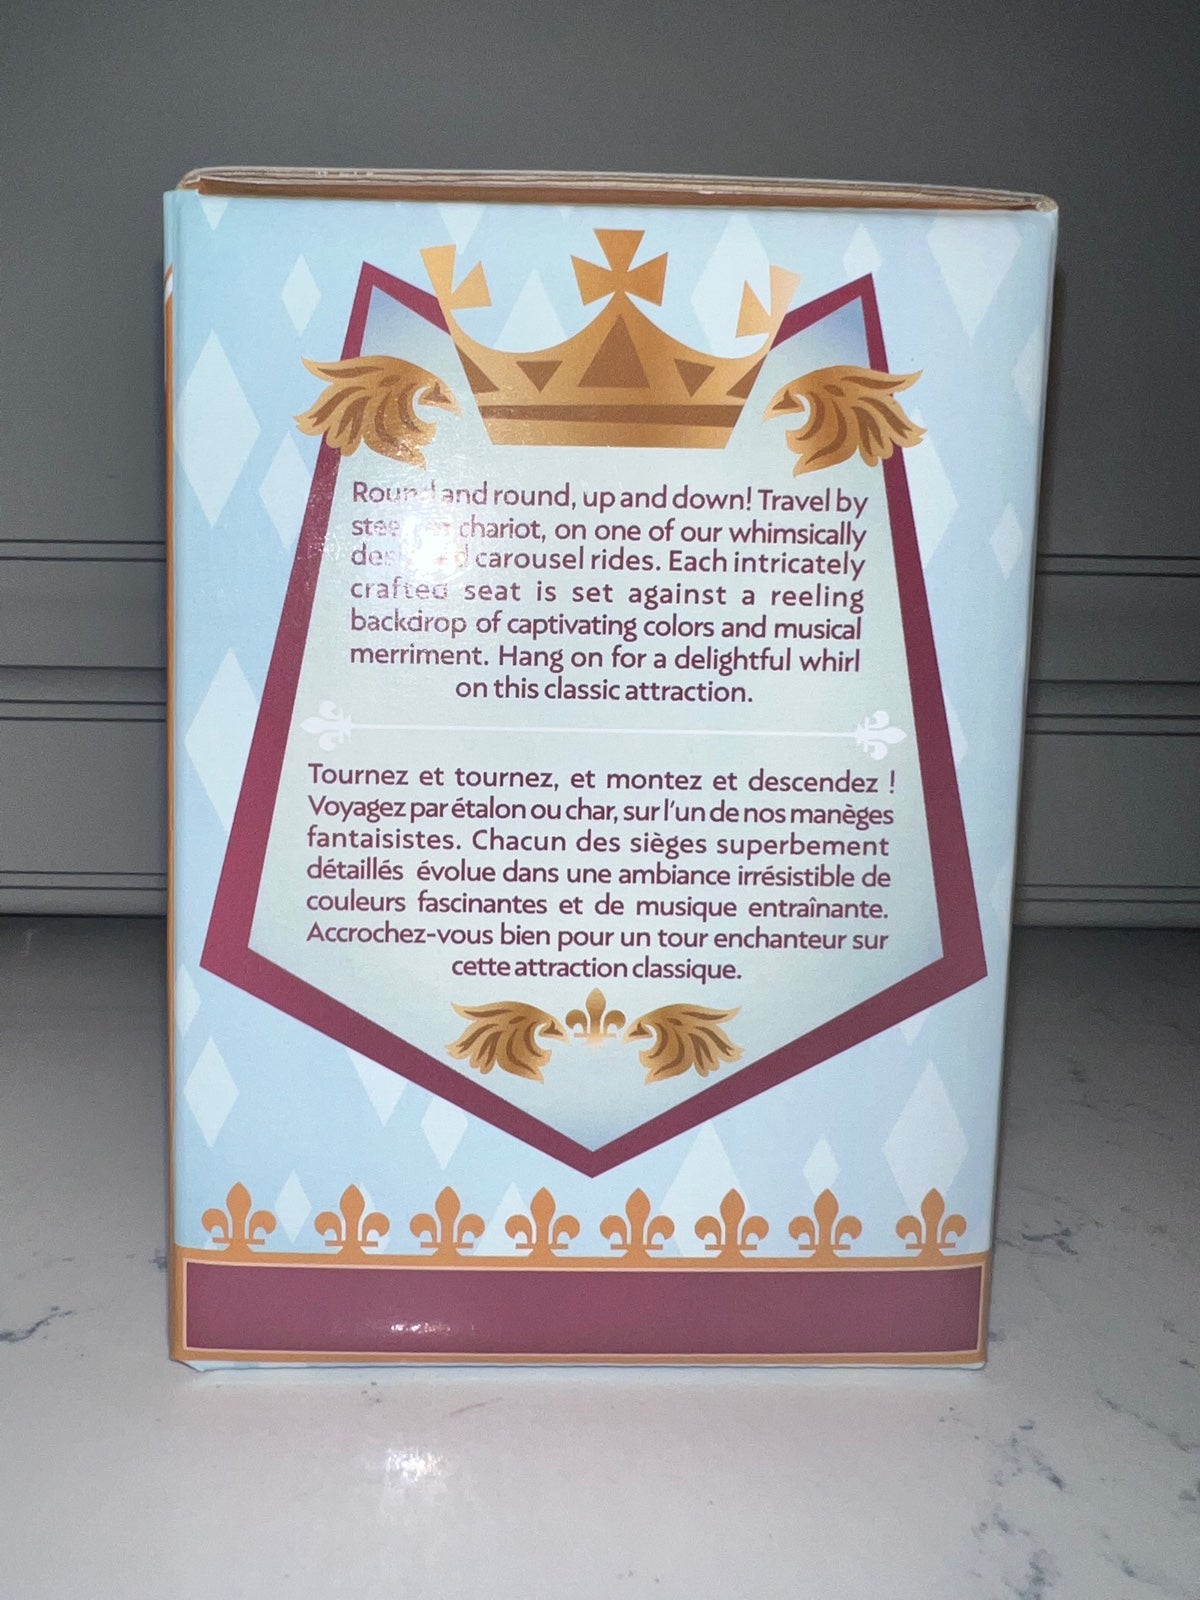 Round and round, up and down! Travel by
chariot, on one of our whimsically
carousel rides. Each intricately
crafted seat is set against a reeling
backdrop of captivating colors and musical
merriment. Hang on for a delightful whirl
on this classic attraction.
Tournez et tournez, et montez et descendez !
Voyagez par étalon ou char, sur l'un de nos manèges
fantaisistes. Chacun des sièges superbement
détaillés évolue dans une ambiance irrésistible de
couleurs fascinantes et de musique entraînante.
Accrochez-vous bien pour un tour enchanteur sur
cette attraction classique.